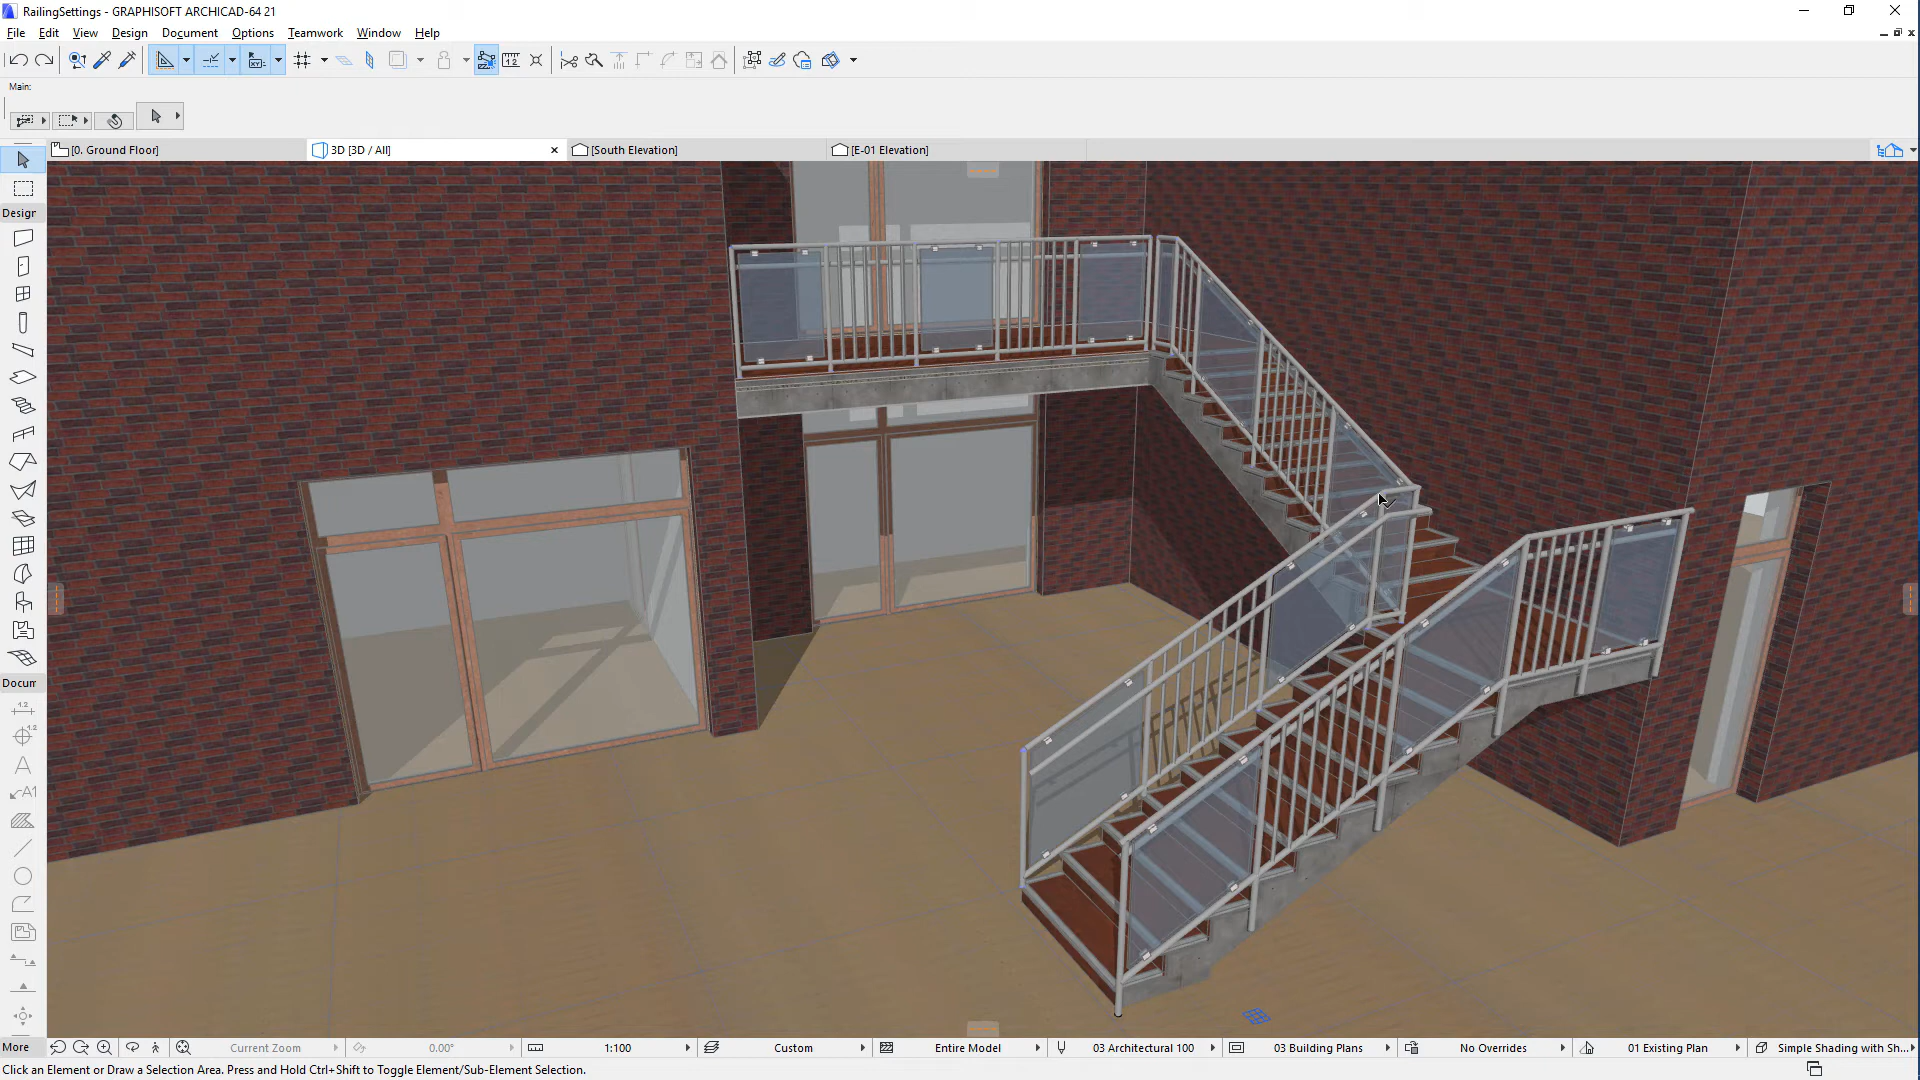 RailingSettings - GRAPHISOFT ARCHICAD-64 21
File Edit View Design Document Options Teamwork Window Help
Main:
[0. Ground Floor]
3D [3D / All]
[South Elevation]
[E-01 Elevation]
Design
Docum
1.2
A
A1
More
Current Zoom
0.00°
1:100
Custom
Entire Model
03 Architectural 100
03 Building Plans
No Overrides
01 Existing Plan
Simple Shading with Sh...
Click an Element or Draw a Selection Area. Press and Hold Ctrl+Shift to Toggle Element/Sub-Element Selection.